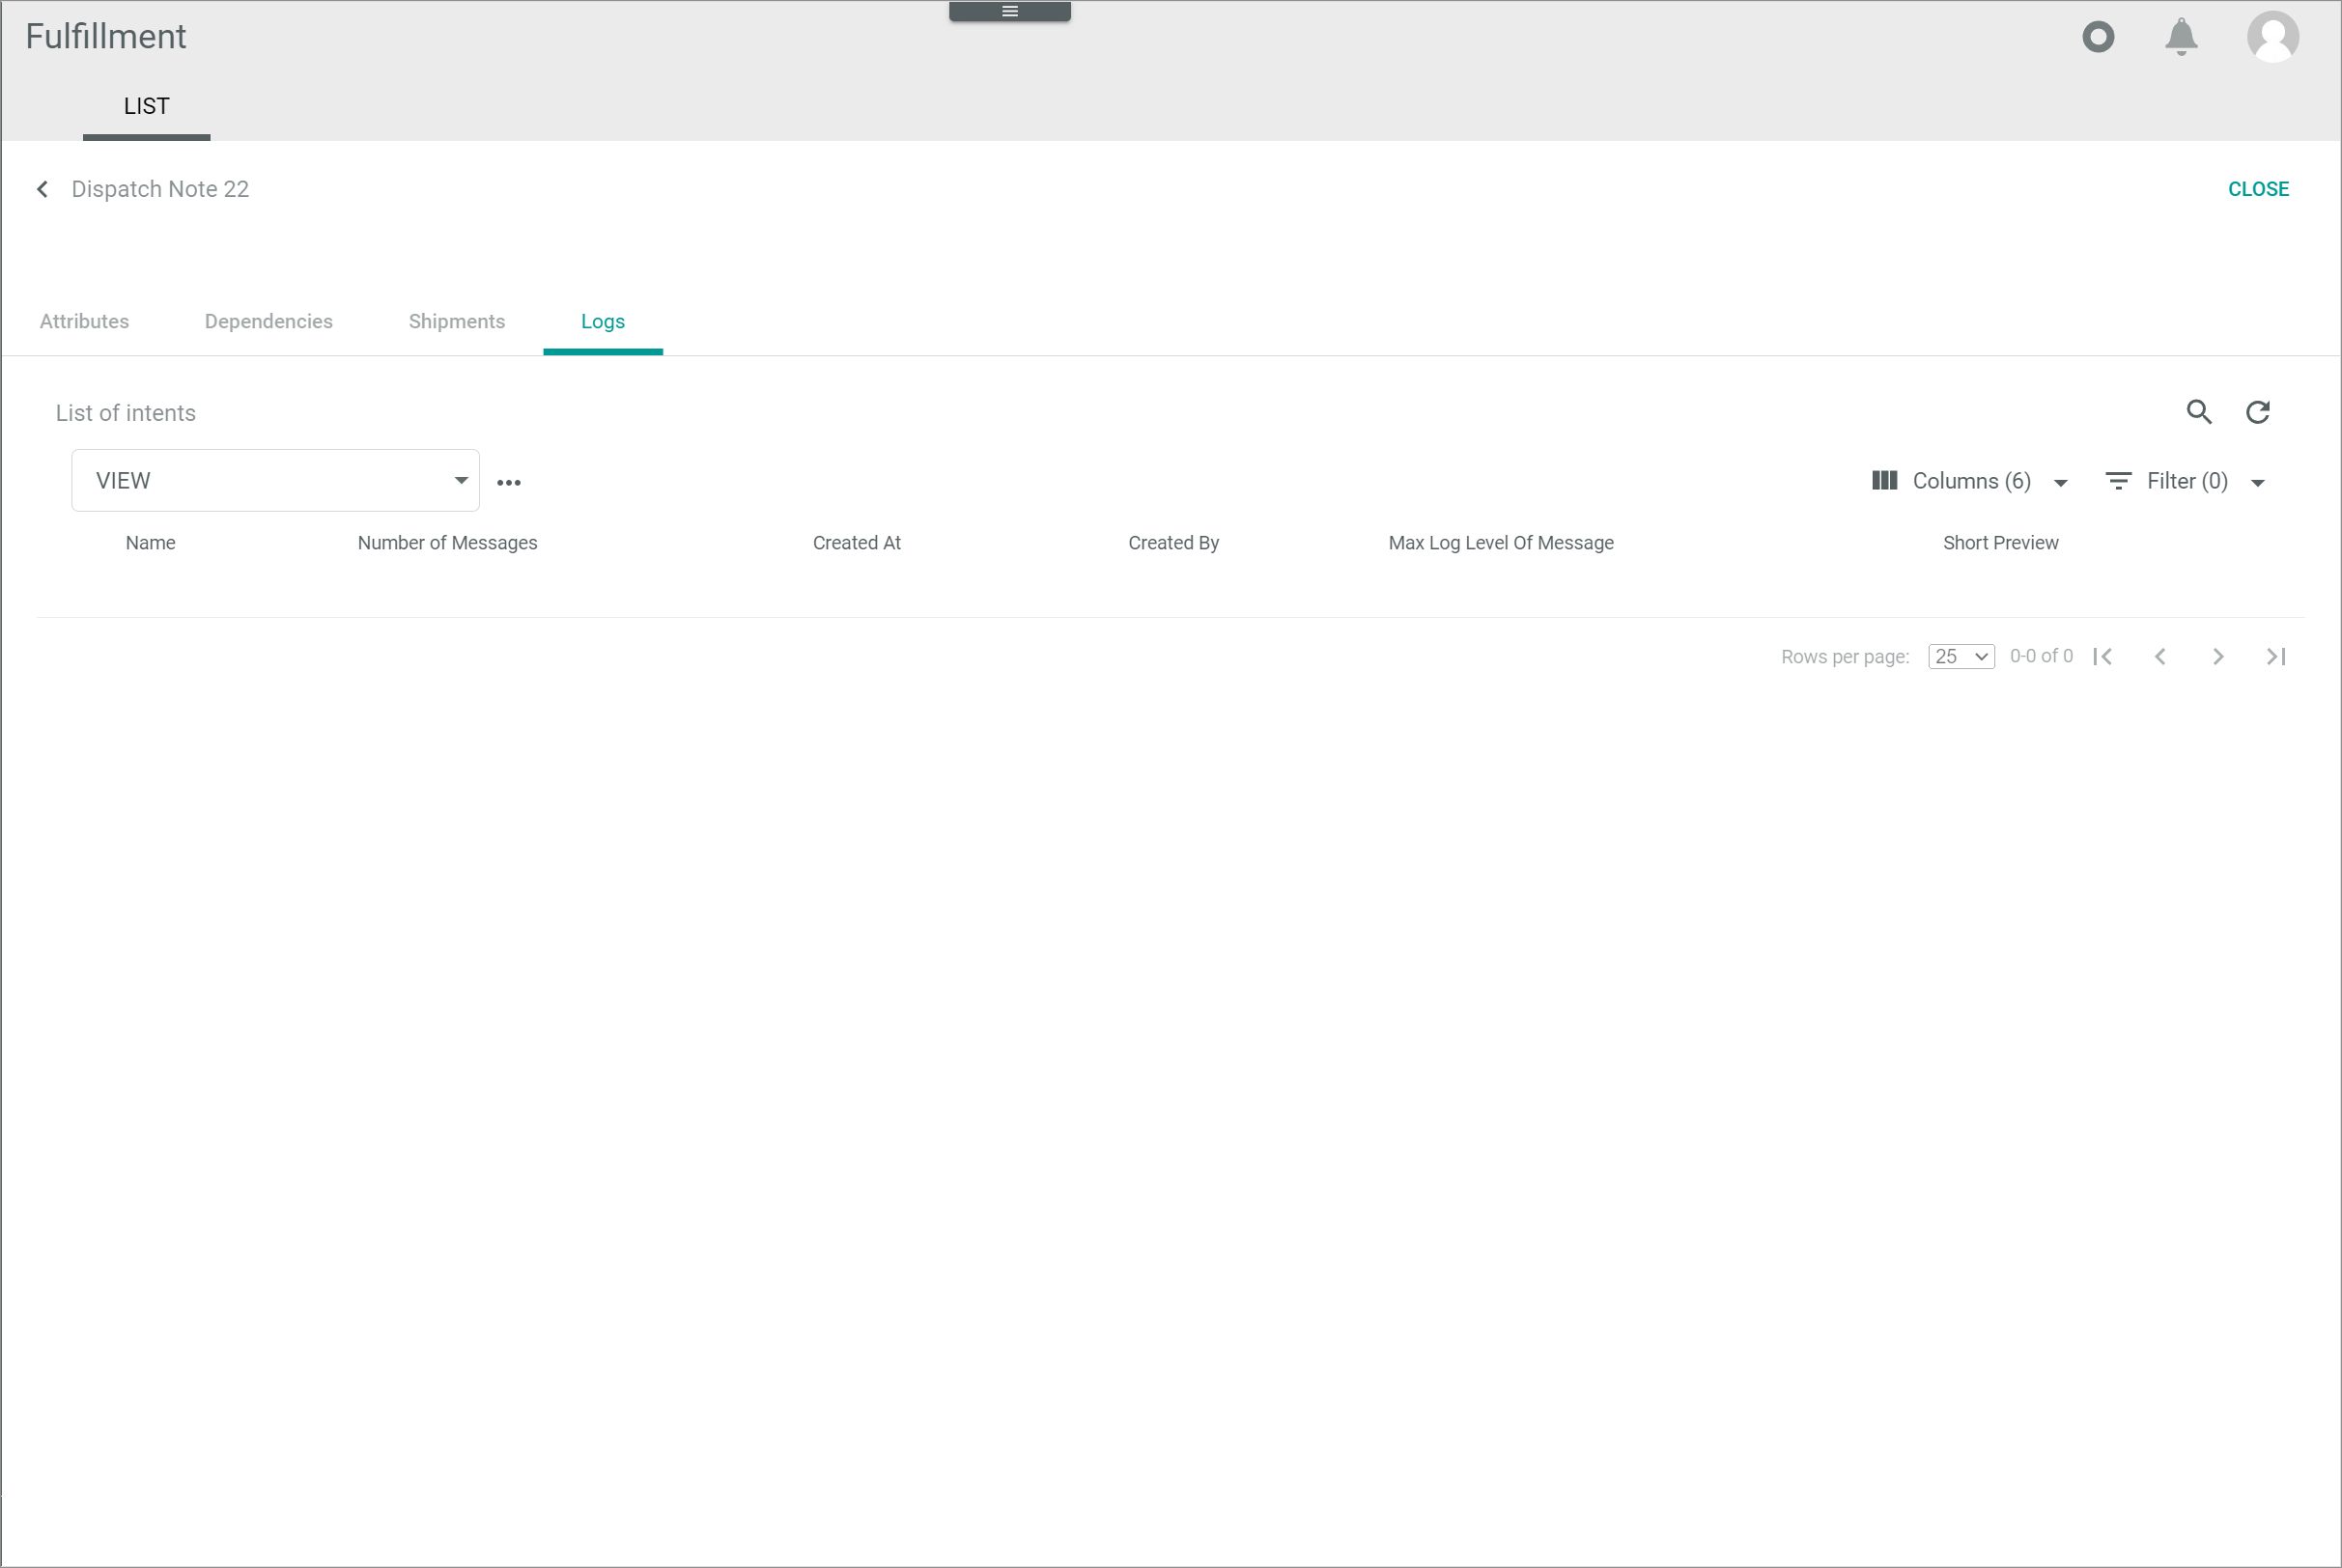 Fulfillment
LIST
Dispatch Note 22
CLOSE
Attributes Dependencies Shipments Logs
List of intents
VIEW Columns (6) Filter (0)
Name Number of Messages Created At Created By Max Log Level Of Message Short Preview
Rows per page: 25 0-0 of 0